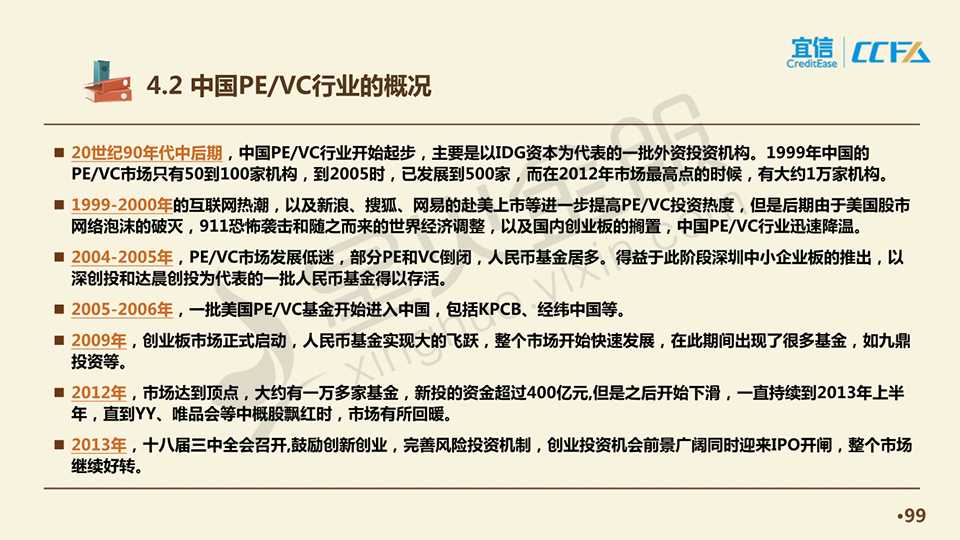 宜信
CreditEase
CCFA
4.2 中国PE/VC行业的概况
■ 20世纪90年代中后期，中国PE/VC行业开始起步，主要是以IDG资本为代表的一批外资投资机构。1999年中国的
PE/VC市场只有50到100家机构，到2005时，已发展到500家，而在2012年市场最高点的时候，有大约1万家机构。
■ 1999-2000年的互联网热潮，以及新浪、搜狐、网易的赴美上市等进一步提高PE/VC投资热度，但是后期由于美国股市
网络泡沫的破灭，911恐怖袭击和随之而来的世界经济调整，以及国内创业板的搁置，中国PE/VC行业迅速降温。
■ 2004-2005年，PE/VC市场发展低迷，部分PE和VC倒闭，人民币基金居多。得益于此阶段深圳中小企业板的推出，以
深创投和达晨创投为代表的一批人民币基金得以存活。
■ 2005-2006年，一批美国PE/VC基金开始进入中国，包括KPCB、经纬中国等。
■ 2009年，创业板市场正式启动，人民币基金实现大的飞跃，整个市场开始快速发展，在此期间出现了很多基金，如九鼎
投资等。
■ 2012年，市场达到顶点，大约有一万多家基金，新投的资金超过400亿元,但是之后开始下滑，一直持续到2013年上半
年，直到YY、唯品会等中概股飘红时，市场有所回暖。
■ 2013年，十八届三中全会召开,鼓励创新创业，完善风险投资机制，创业投资机会前景广阔同时迎来IPO开闸，整个市场
继续好转。
•99